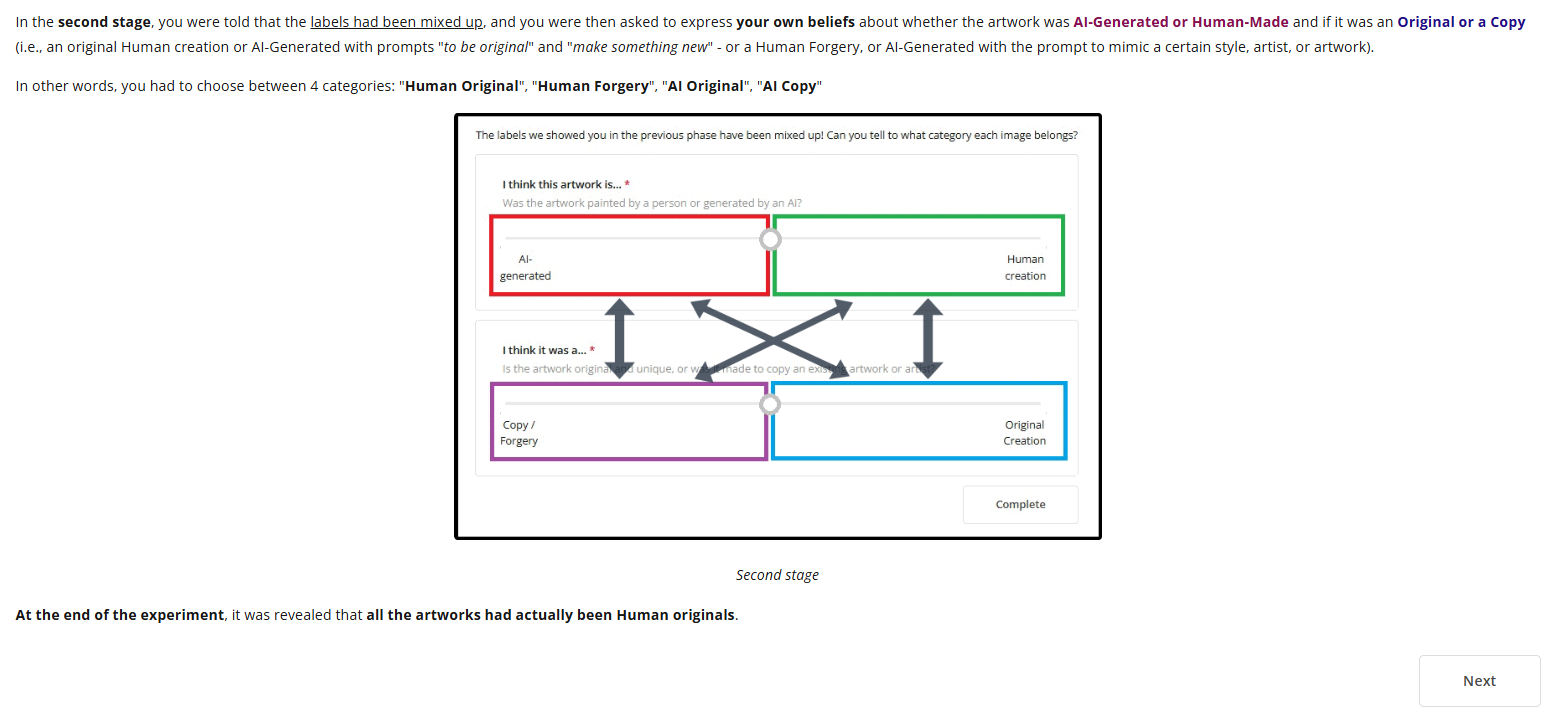 In the second stage, you were told that the labels had been mixed up, and you were then asked to express your own beliefs about whether the artwork was AI-Generated or Human-Made and if it was an Original or a Copy
(i.e., an original Human creation or AI-Generated with prompts "to be original" and "make something new" - or a Human Forgery, or AI-Generated with the prompt to mimic a certain style, artist, or artwork).
In other words, you had to choose between 4 categories: "Human Original", "Human Forgery", "AI Original", "AI Copy"
The labels we showed you in the previous phase have been mixed up! Can you tell to what category each image belongs?
I think this artwork is... *
Was the artwork painted by a person or generated by an AI?
AI-
generated
Human
creation
I think it was a... *
Is the artwork original and unique, or was it made to copy an existing artwork or artist?
Copy /
Forgery
Original
Creation
Complete
Second stage
At the end of the experiment, it was revealed that all the artworks had actually been Human originals.
Next